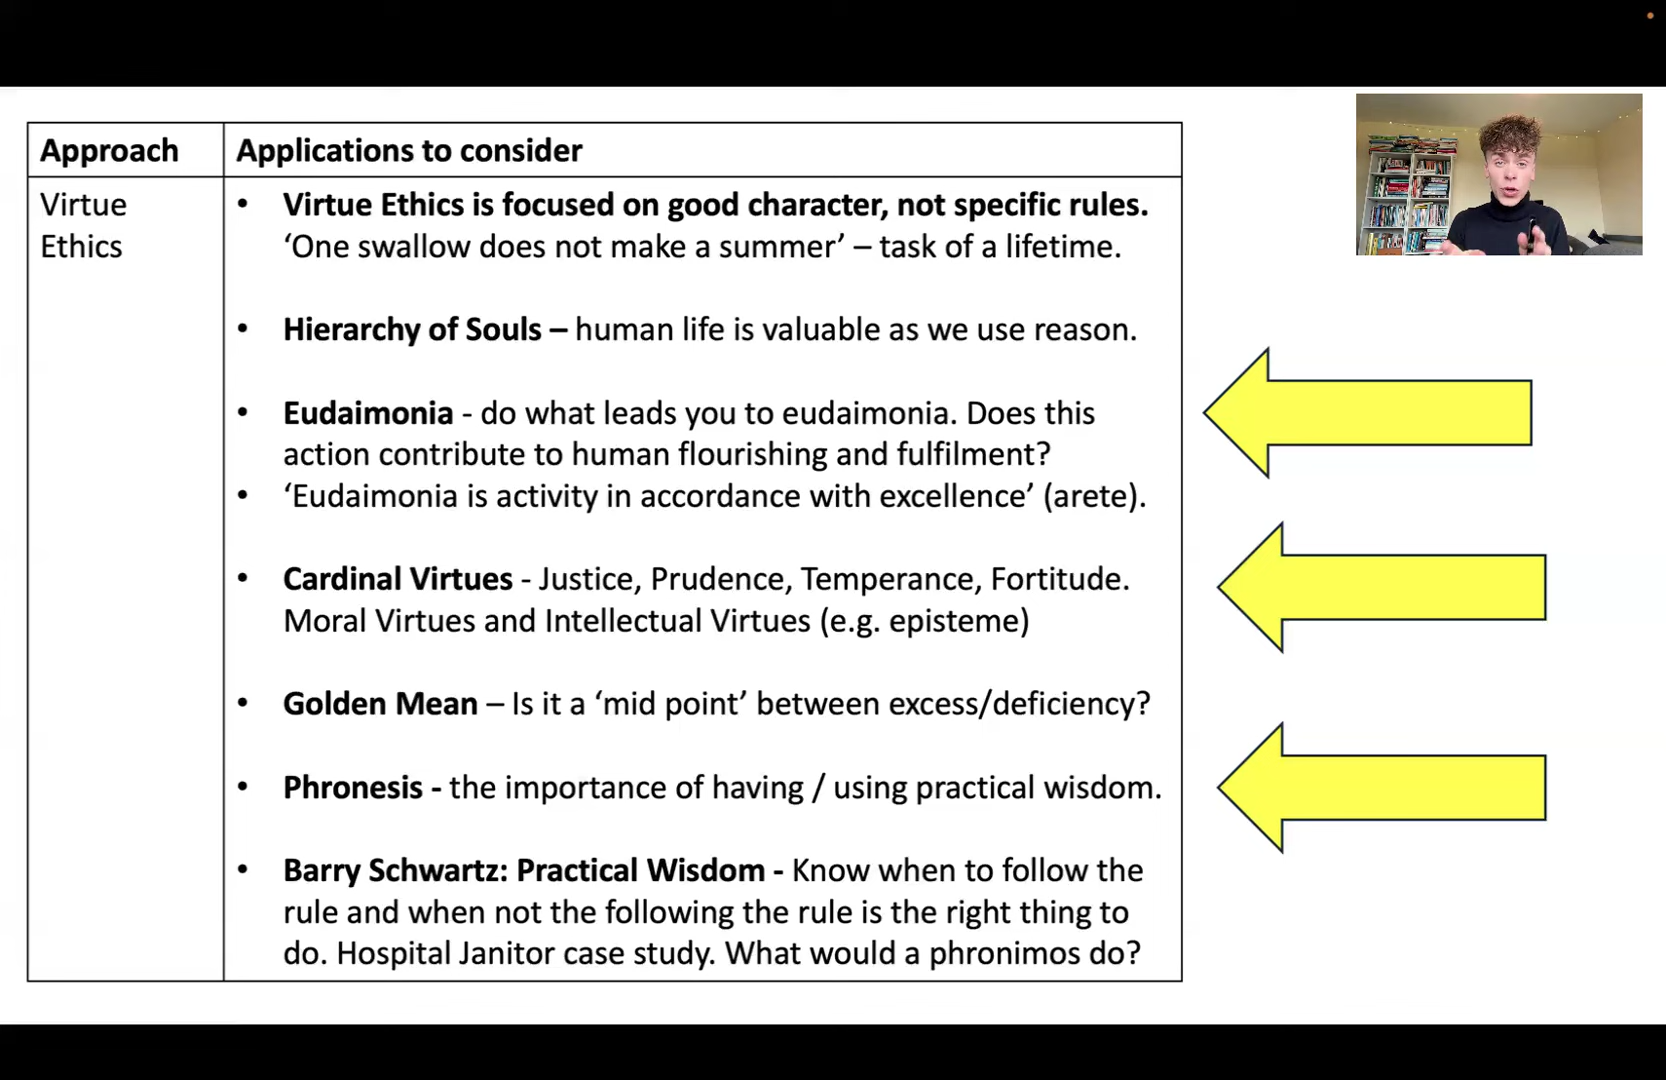 Approach
Applications to consider
Virtue
Ethics
• Virtue Ethics is focused on good character, not specific rules.
‘One swallow does not make a summer’ – task of a lifetime.
• Hierarchy of Souls – human life is valuable as we use reason.
• Eudaimonia - do what leads you to eudaimonia. Does this
action contribute to human flourishing and fulfilment?
• ‘Eudaimonia is activity in accordance with excellence’ (arete).
• Cardinal Virtues - Justice, Prudence, Temperance, Fortitude.
Moral Virtues and Intellectual Virtues (e.g. episteme)
• Golden Mean – Is it a ‘mid point’ between excess/deficiency?
• Phronesis - the importance of having / using practical wisdom.
• Barry Schwartz: Practical Wisdom - Know when to follow the
rule and when not the following the rule is the right thing to
do. Hospital Janitor case study. What would a phronimos do?